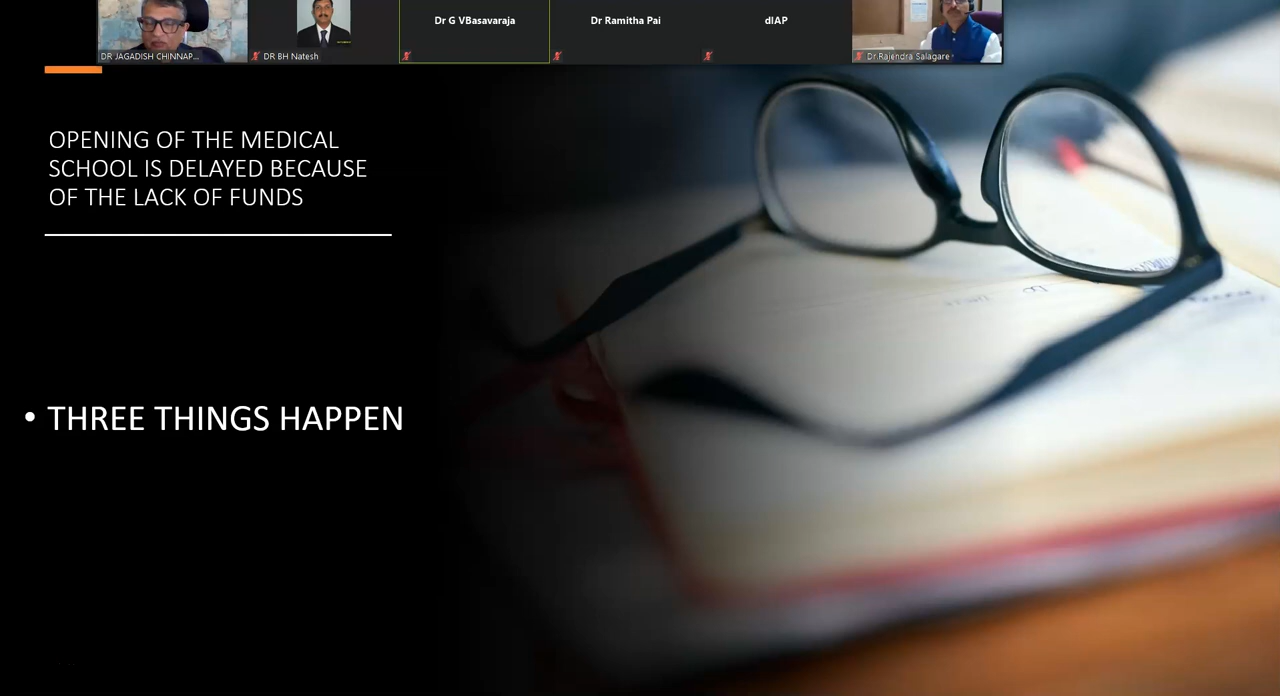 Dr G VBasavaraja
Dr Ramitha Pai
dIAP
DR JAGADISH CHINNAP...
DR BH Natesh
Dr.Rajendra Salagare
OPENING OF THE MEDICAL
SCHOOL IS DELAYED BECAUSE
OF THE LACK OF FUNDS
• THREE THINGS HAPPEN